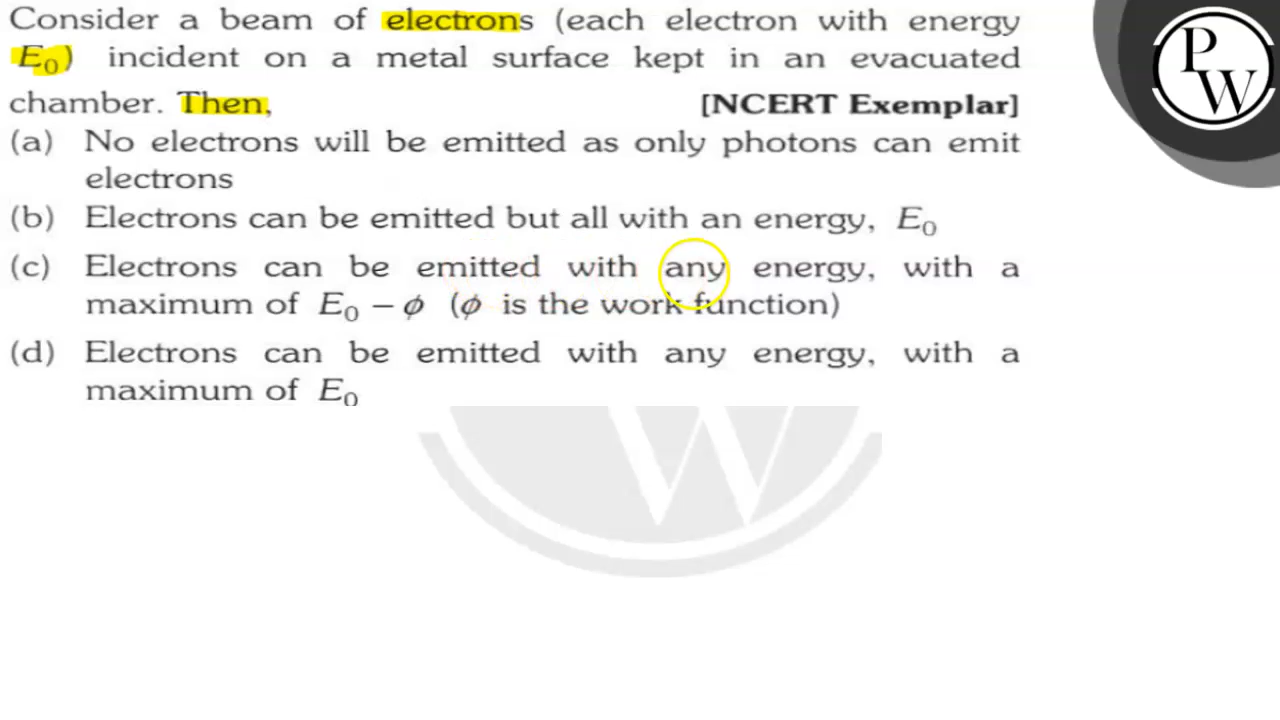 Consider a beam of electrons (each electron with energy
E₀) incident on a metal surface kept in an evacuated
chamber. Then, [NCERT Exemplar]
(a) No electrons will be emitted as only photons can emit
electrons
(b) Electrons can be emitted but all with an energy, E₀
(c) Electrons can be emitted with any energy, with a
maximum of E₀ – ϕ (ϕ is the work function)
(d) Electrons can be emitted with any energy, with a
maximum of E₀
P
W
W